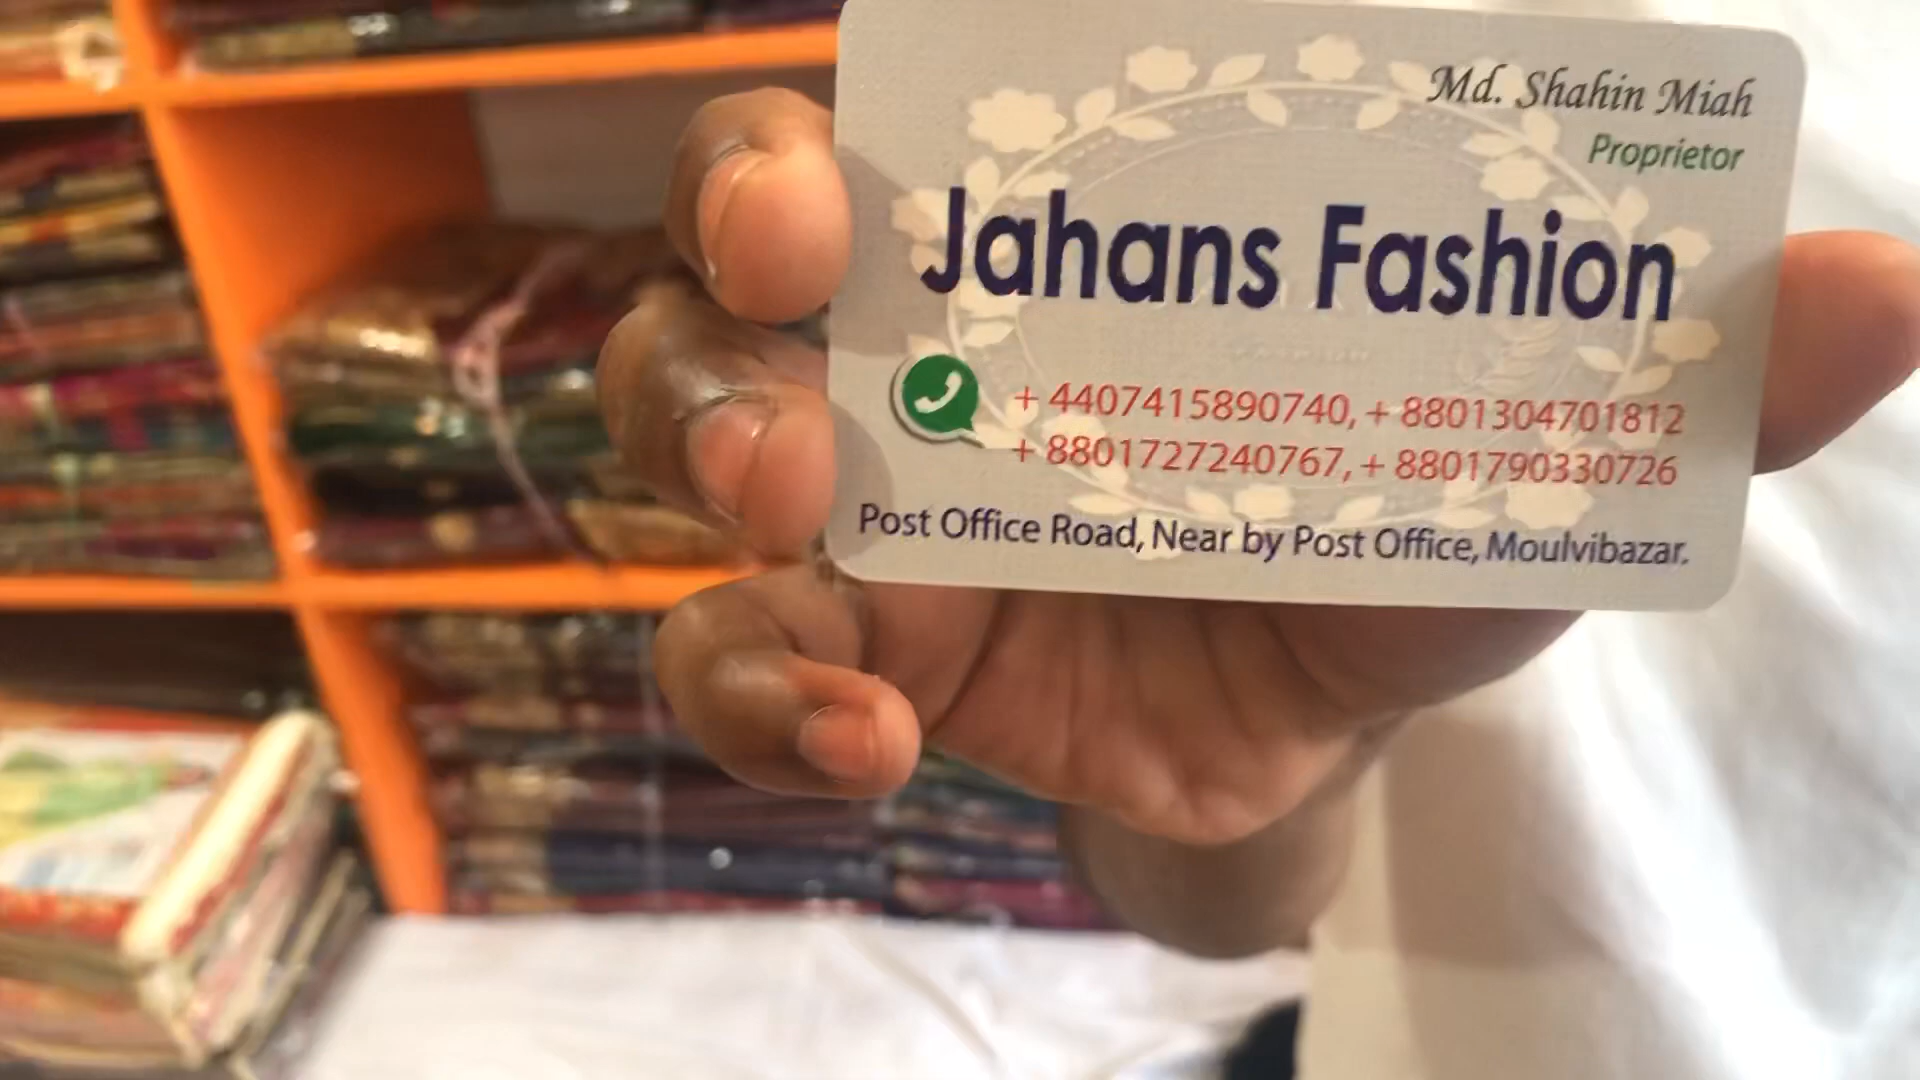 Md. Shahin Miah
Proprietor
Jahans Fashion
+ 4407415890740, + 8801304701812
+ 8801727240767, + 8801790330726
Post Office Road, Near by Post Office, Moulvibazar.